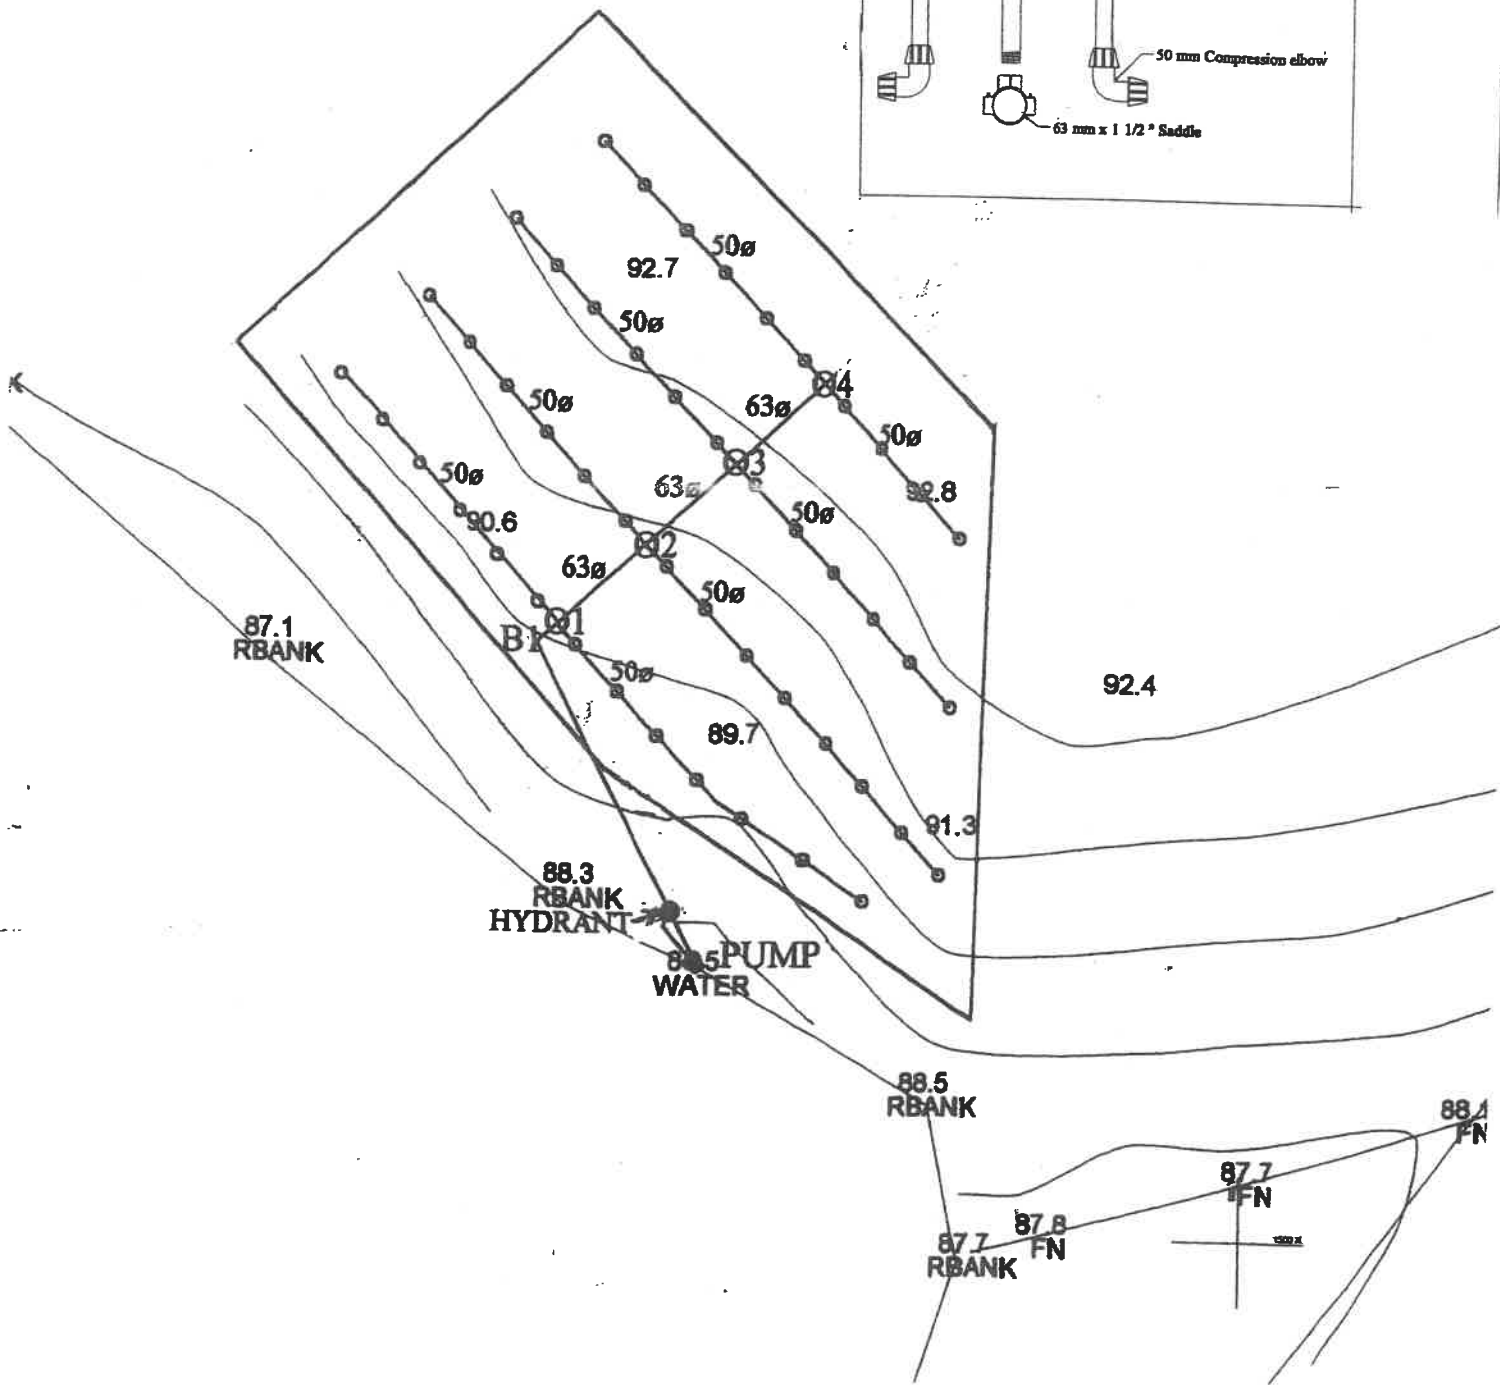 50 mm Compression elbow
63 mm x 1 1/2 " Saddle
50ø
92.7
50ø
4
63ø
50ø
50ø
3
50ø
63ø
92.8
90.6
50ø
2
63ø
50ø
1
B1
87.1
RBANK
50ø
92.4
89.7
91.3
88.3
RBANK
HYDRANT
PUMP
WATER
88.5
RBANK
88.1
FN
87.7
FN
87.8
FN
87.7
RBANK